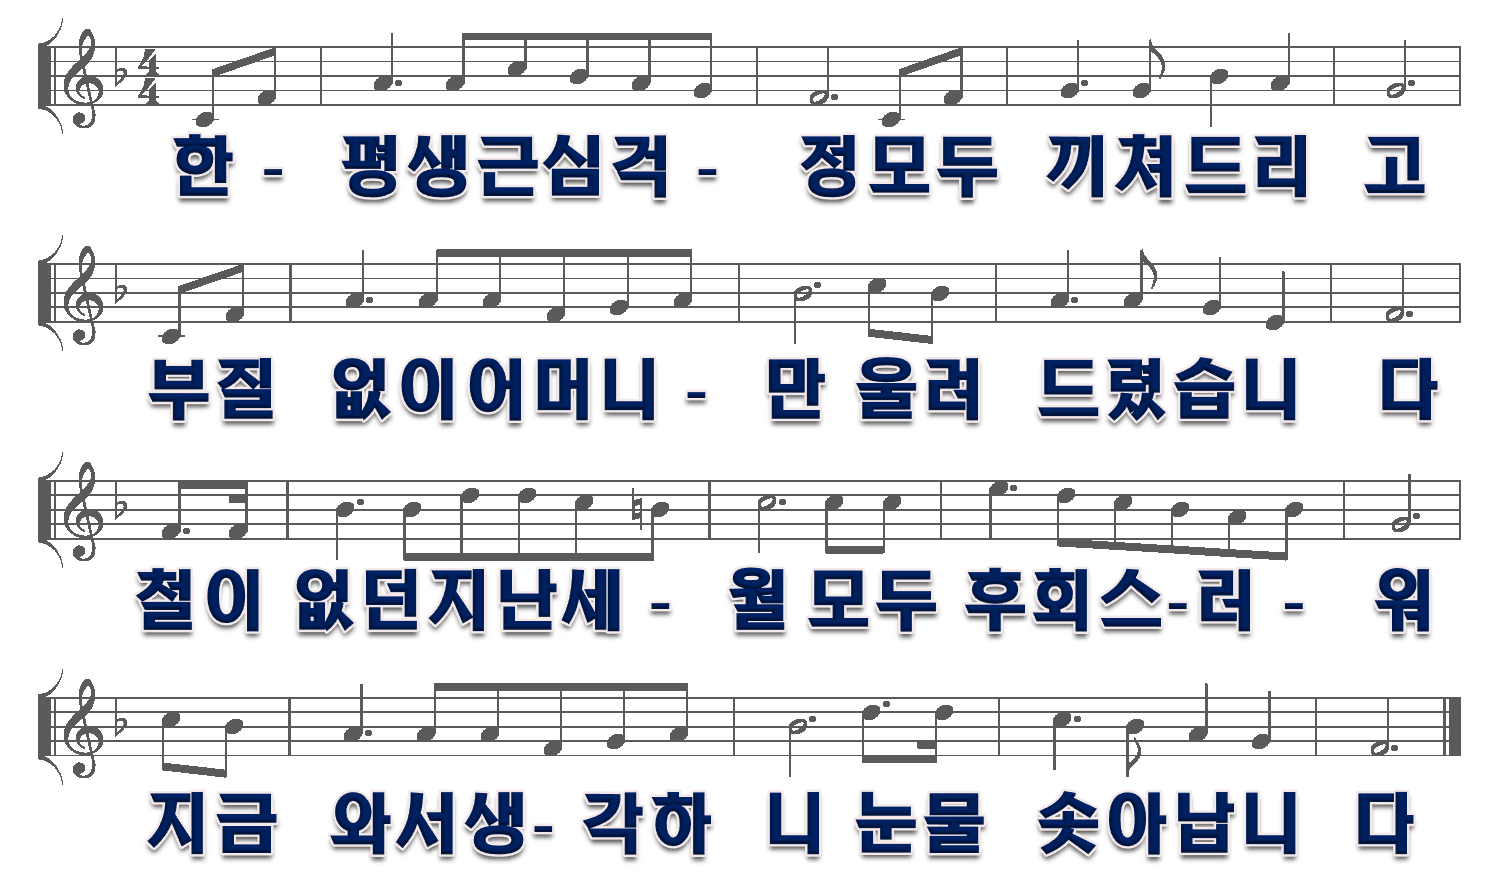 4
4
한 - 평생근심걱 - 정모두 끼쳐드리 고
부질 없이어머니 - 만 울려 드렸습니 다
철이 없던지난세 - 월 모두 후회스-러 - 워
지금 와서생- 각하 니 눈물 솟아납니 다